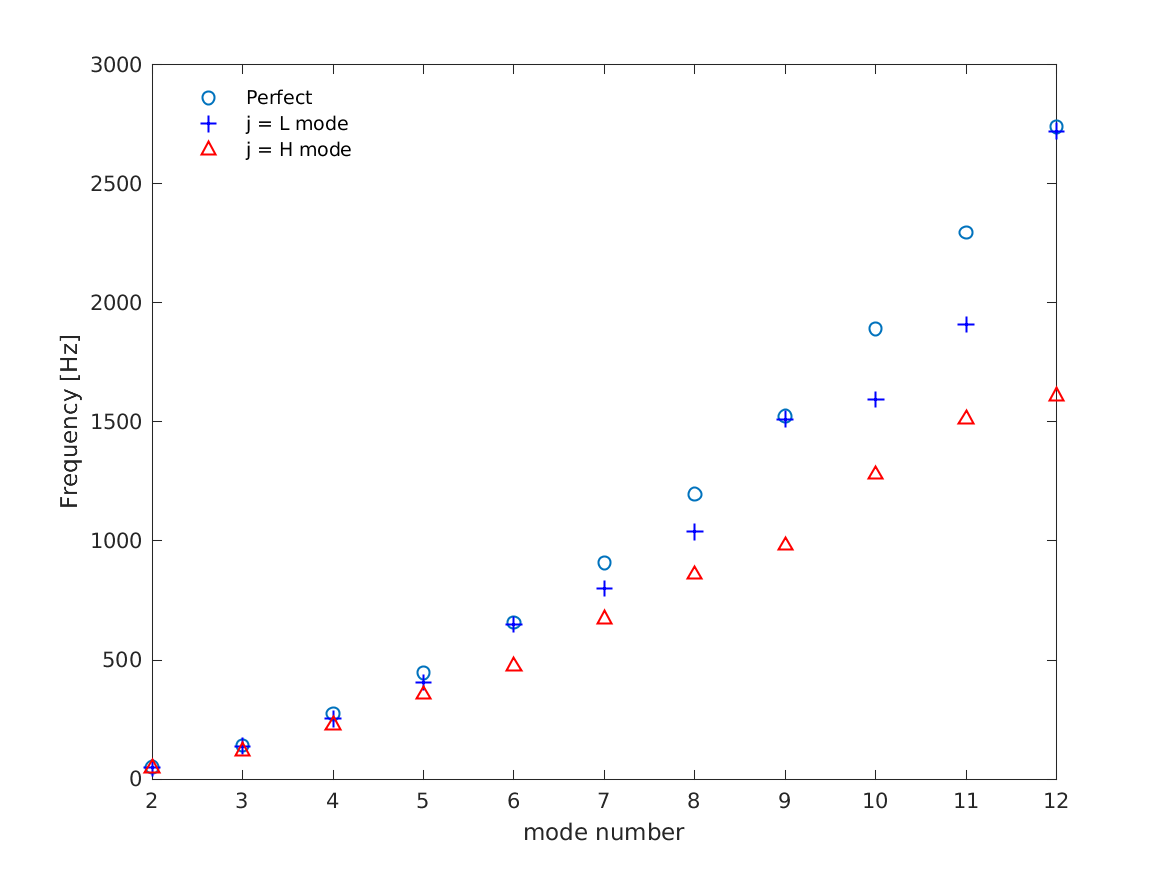 3000
2500
2000
1500
1000
500
0
Perfect
j = L mode
j = H mode
Frequency [Hz]
2 3 4 5 6 7 8 9 10 11 12
mode number